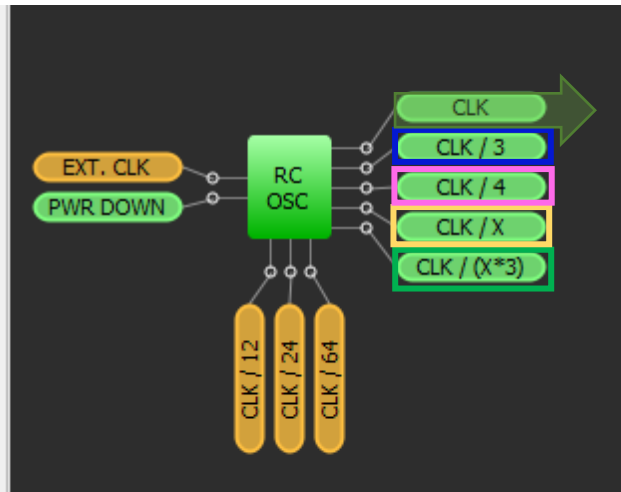 CLK
CLK / 3
EXT. CLK
RC
OSC
CLK / 4
PWR DOWN
CLK / X
CLK / (X*3)
CLK / 12
CLK / 24
CLK / 64